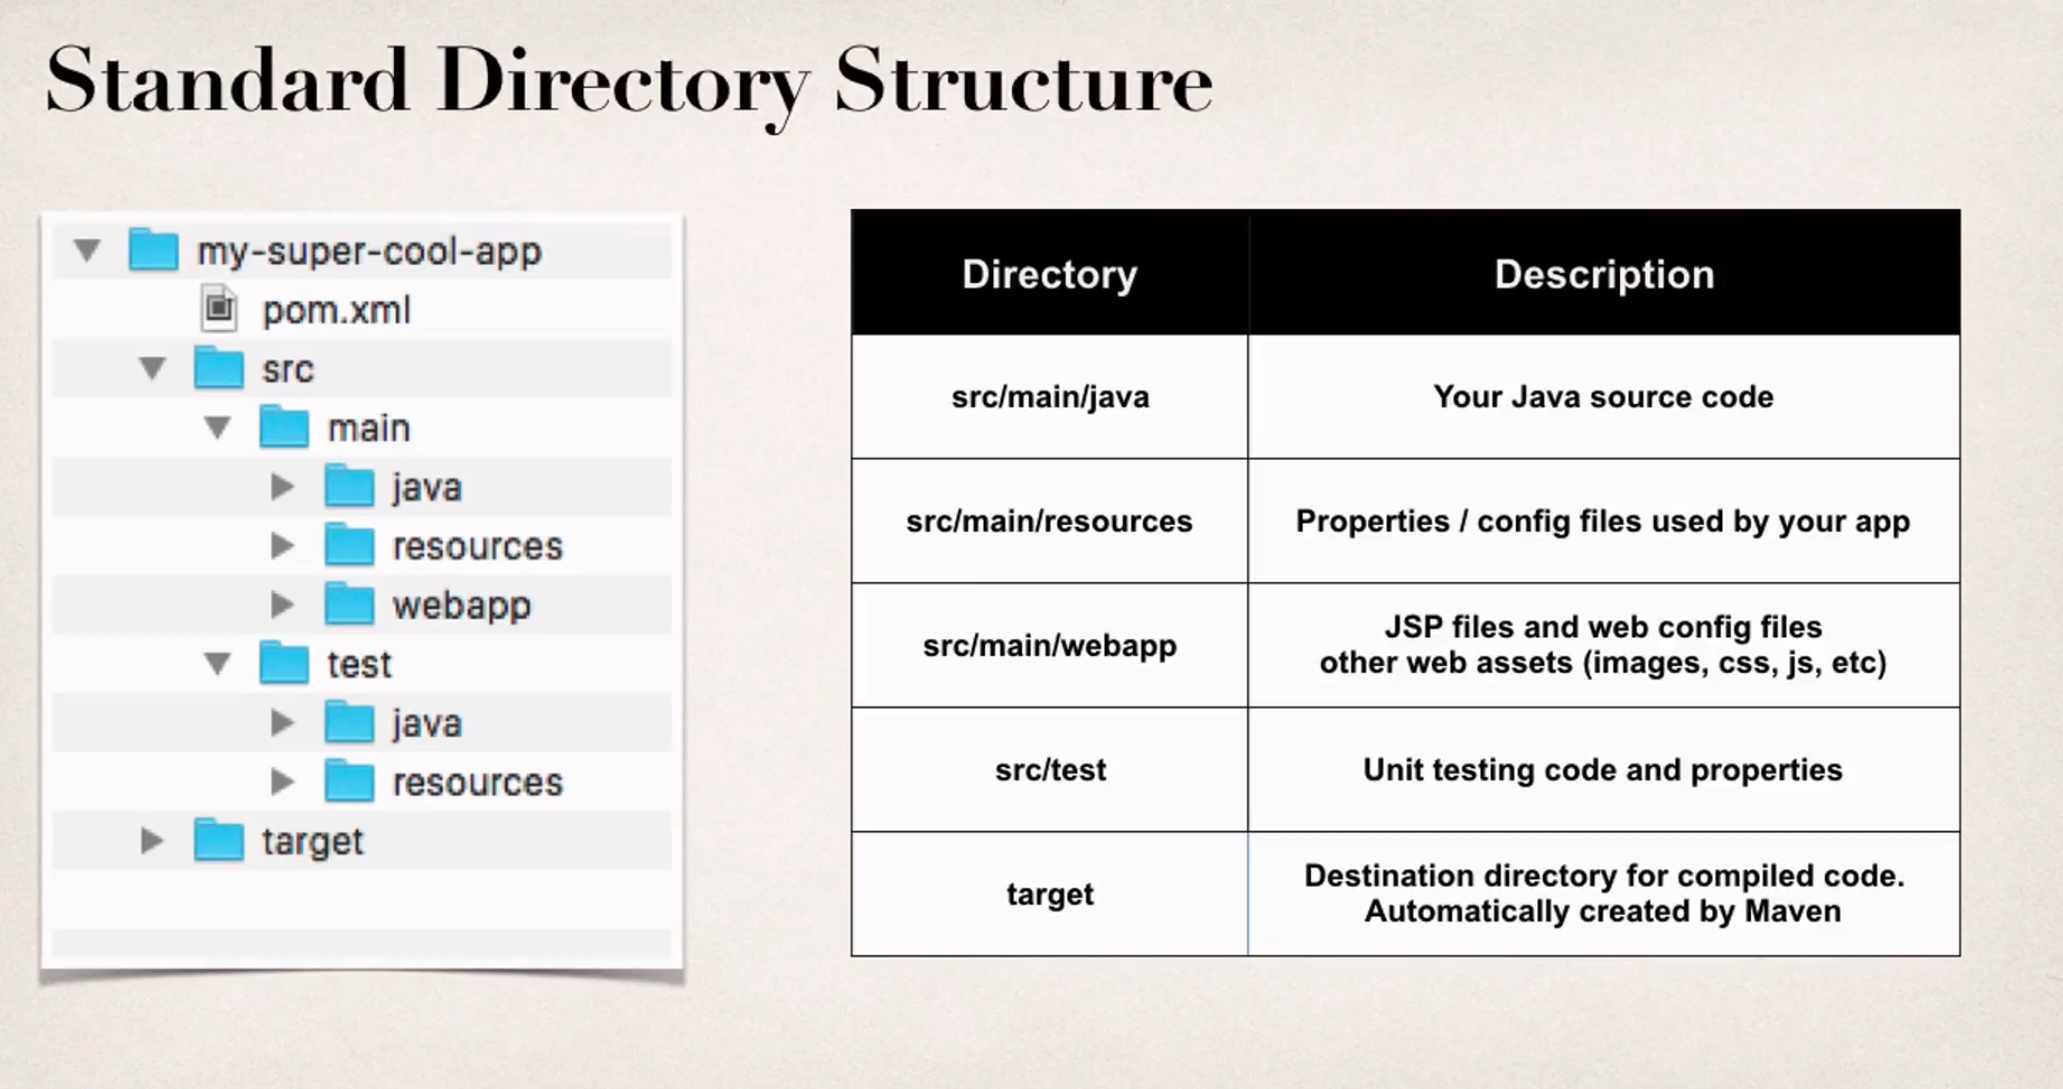 Standard Directory Structure
my-super-cool-app
pom.xml
src
main
java
resources
webapp
test
java
resources
target
Directory
Description
src/main/java
Your Java source code
src/main/resources
Properties / config files used by your app
src/main/webapp
JSP files and web config files
other web assets (images, css, js, etc)
src/test
Unit testing code and properties
target
Destination directory for compiled code.
Automatically created by Maven